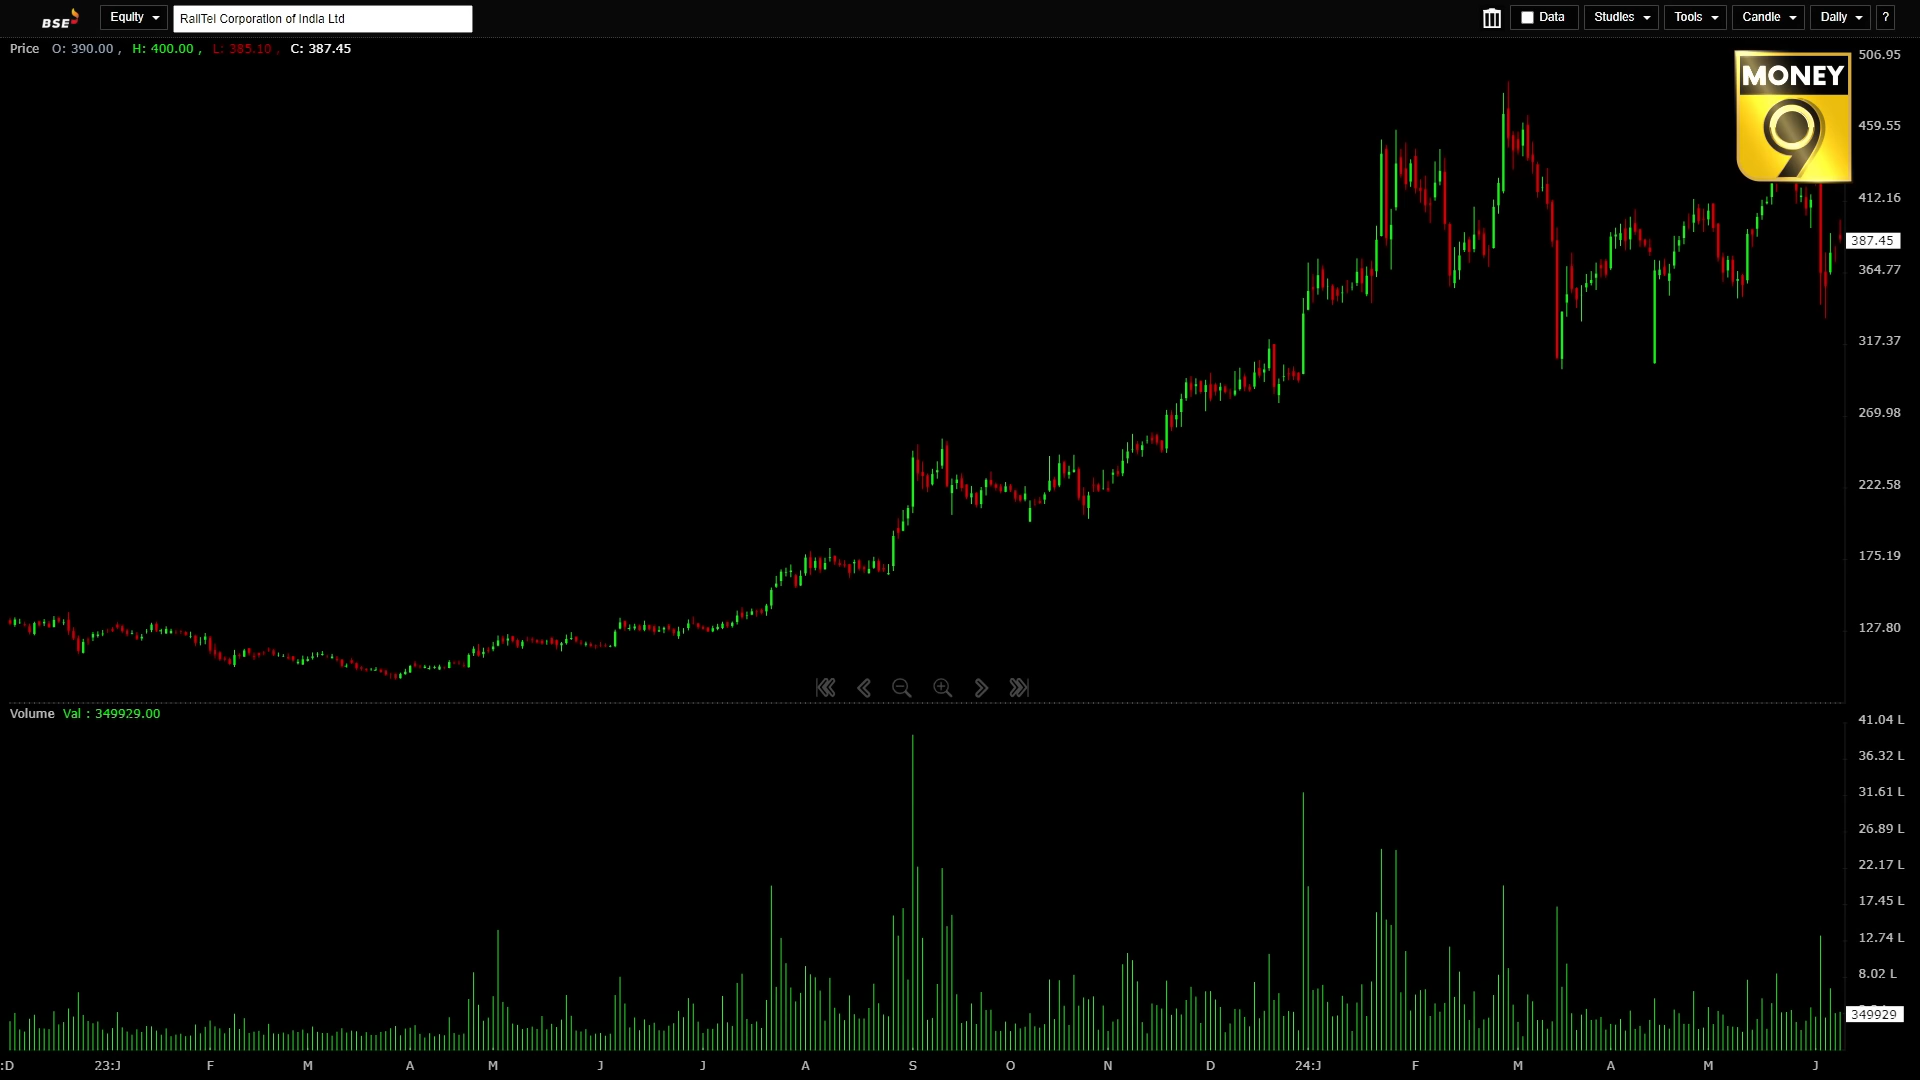 BSE Equity RailTel Corporation of India Ltd Data Studies Tools Candle Daily ?
Price O: 390.00 , H: 400.00 , L: 385.10 , C: 387.45
MONEY
9
506.95
459.55
412.16
387.45
364.77
317.37
269.98
222.58
175.19
127.80
Volume Val : 349929.00
41.04 L
36.32 L
31.61 L
26.89 L
22.17 L
17.45 L
12.74 L
8.02 L
349929
:D 23:J F M A M J J A S O N D 24:J F M A M J